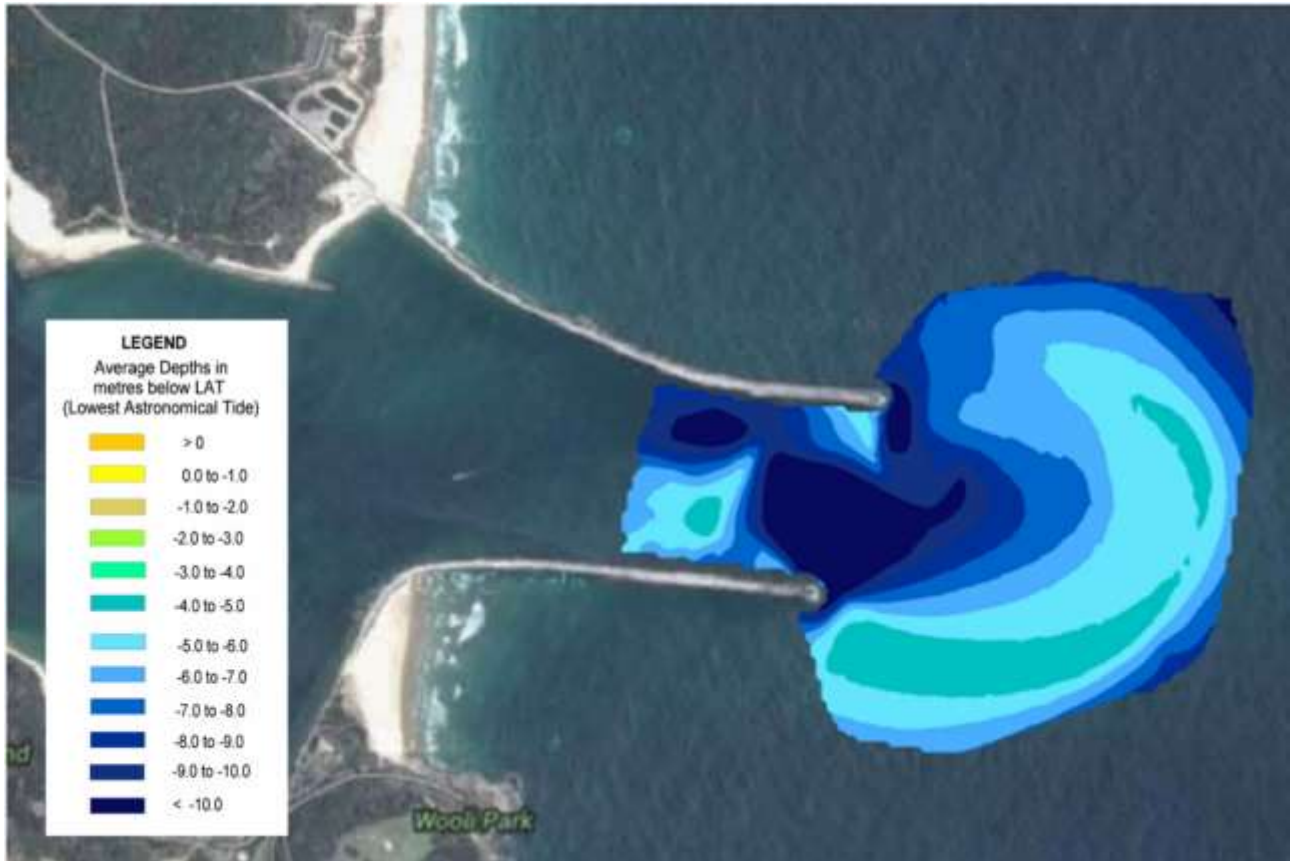 LEGEND
Average Depths in
metres below LAT
(Lowest Astronomical Tide)
> 0
0.0 to -1.0
-1.0 to -2.0
-2.0 to -3.0
-3.0 to -4.0
-4.0 to -5.0
-5.0 to -6.0
-6.0 to -7.0
-7.0 to -8.0
-8.0 to -9.0
-9.0 to -10.0
< -10.0
nd
Wooli Park